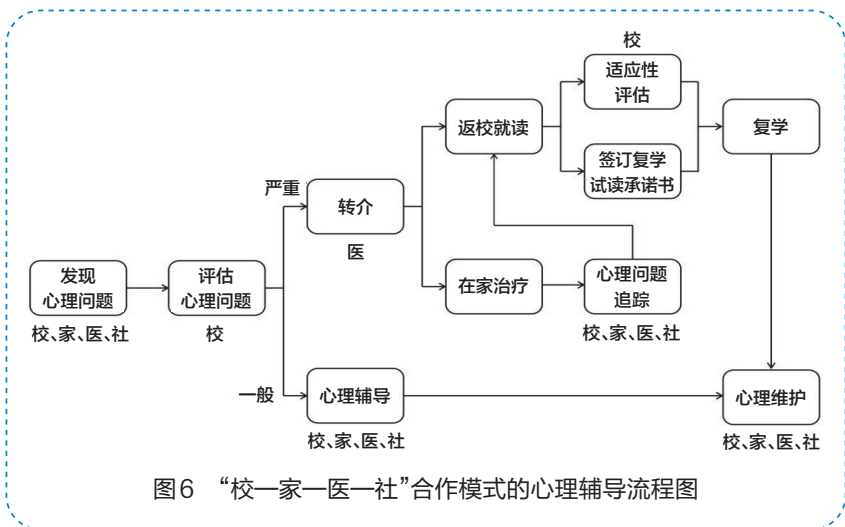 校
适应性
评估
返校就读
复学
签订复学
试读承诺书
严重
转介
医
发现
心理问题
校、家、医、社
评估
心理问题
校
在家治疗
心理问题
追踪
校、家、医、社
一般
心理辅导
校、家、医、社
心理维护
校、家、医、社
图6 “校—家—医—社”合作模式的心理辅导流程图